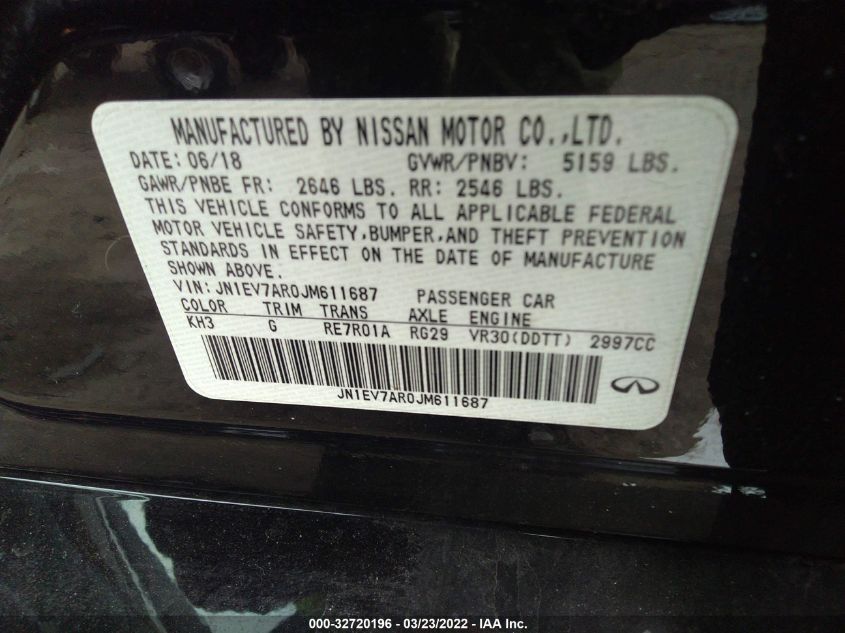 MANUFACTURED BY NISSAN MOTOR CO.,LTD.
DATE: 06/18 GVWR/PNBV: 5159 LBS.
GAWR/PNBE FR: 2646 LBS. RR: 2546 LBS.
THIS VEHICLE CONFORMS TO ALL APPLICABLE FEDERAL
MOTOR VEHICLE SAFETY,BUMPER,AND THEFT PREVENTION
STANDARDS IN EFFECT ON THE DATE OF MANUFACTURE
SHOWN ABOVE.
VIN: JN1EV7AR0JM611687 PASSENGER CAR
COLOR TRIM TRANS AXLE ENGINE
KH3 G RE7R01A RG29 VR30(DDTT) 2997CC
JN1EV7AR0JM611687
000-32720196 - 03/23/2022 - IAA Inc.